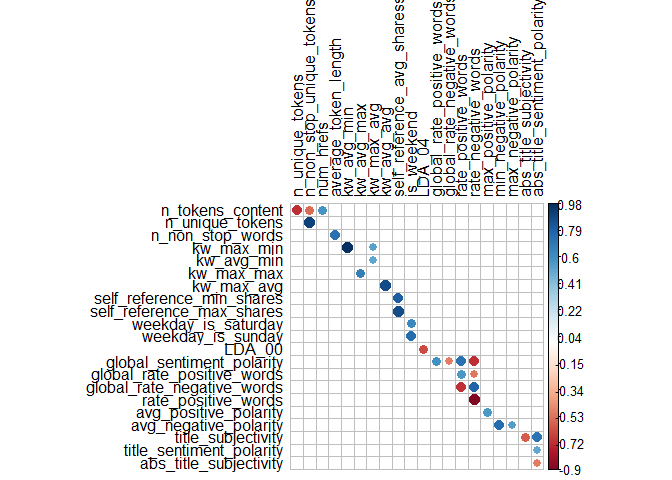 n_unique_tokens
n_non_stop_unique_tokens
num_hrefs
average_token_length
kw_avg_min
kw_avg_max
kw_max_avg
kw_avg_avg
self_reference_avg_sharess
is_weekend
LDA_04
global_rate_positive_words
global_rate_negative_words
rate_positive_words
rate_negative_words
max_positive_polarity
min_negative_polarity
max_negative_polarity
abs_title_subjectivity
abs_title_sentiment_polarity
n_tokens_content
n_unique_tokens
n_non_stop_words
kw_max_min
kw_avg_min
kw_max_max
kw_max_avg
self_reference_min_shares
self_reference_max_shares
weekday_is_saturday
weekday_is_sunday
LDA_00
global_sentiment_polarity
global_rate_positive_words
global_rate_negative_words
rate_positive_words
avg_positive_polarity
avg_negative_polarity
title_subjectivity
title_sentiment_polarity
abs_title_subjectivity
0.98
0.79
0.6
0.41
0.22
0.04
-0.15
-0.34
-0.53
-0.72
-0.9